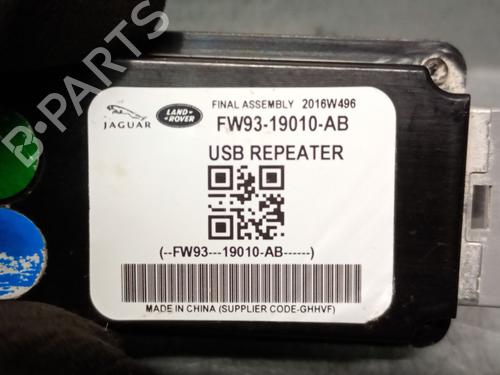 JAGUAR
LAND ROVER
FINAL ASSEMBLY 2016W496
FW93-19010-AB
USB REPEATER
(--FW93---19010-AB------)
MADE IN CHINA (SUPPLIER CODE-GHHVF)